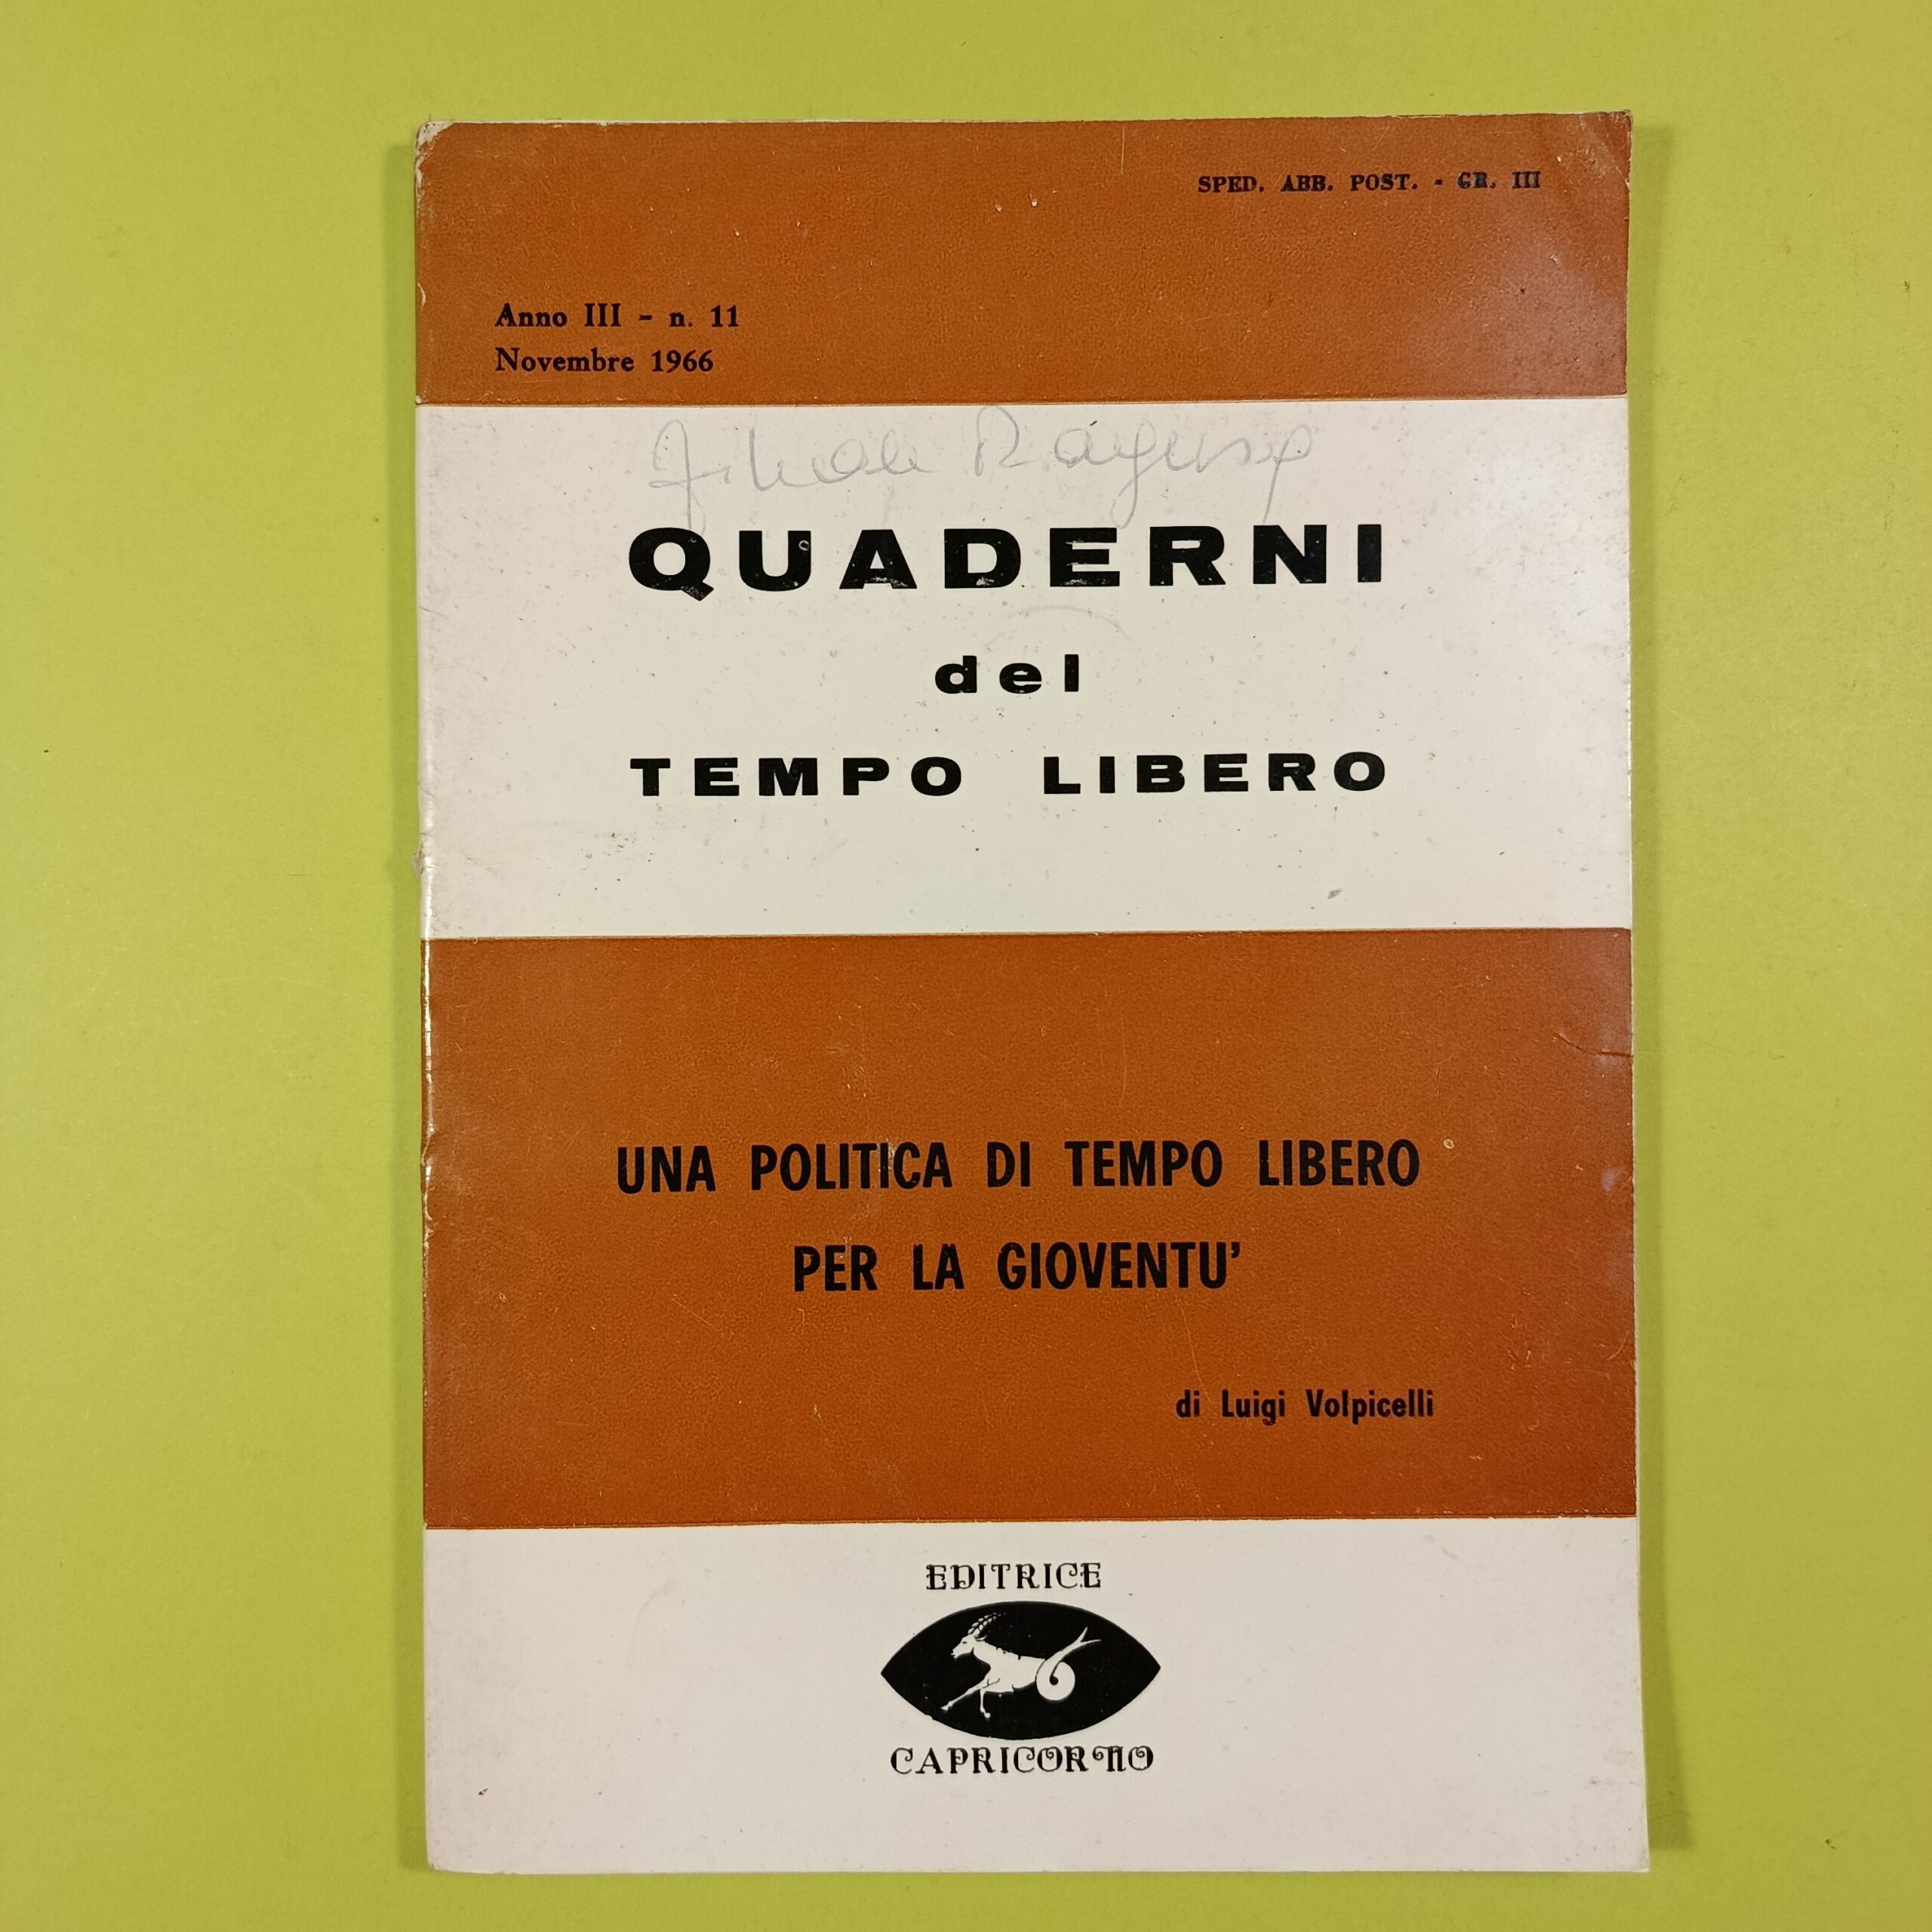 SPED. ABB. POST. - GR. III
Anno III - n. 11
Novembre 1966
QUADERNI
del
TEMPO LIBERO
UNA POLITICA DI TEMPO LIBERO
PER LA GIOVENTU'
di Luigi Volpicelli
EDITRICE
CAPRICORNO